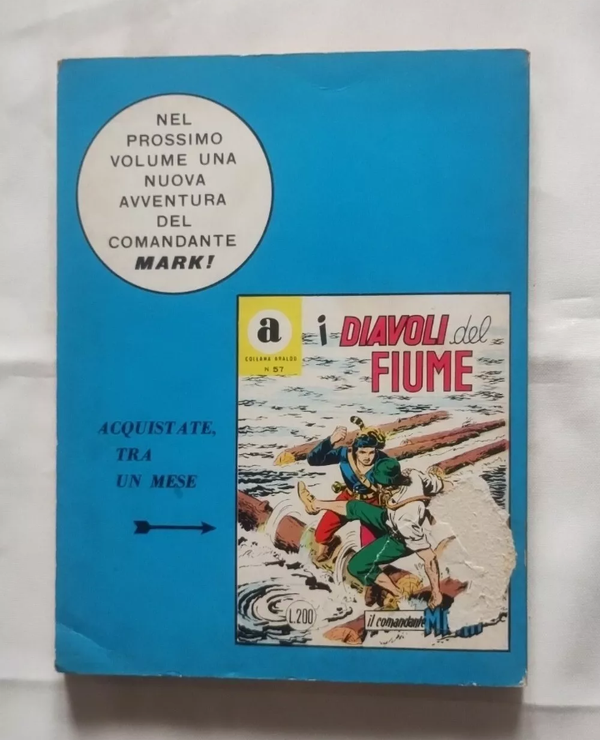 NEL
PROSSIMO
VOLUME UNA
NUOVA
AVVENTURA
DEL
COMANDANTE
MARK!
a
COLLANA ARALDO
N 57
i DIAVOLI del
FIUME
ACQUISTATE,
TRA
UN MESE
L.200
il comandante